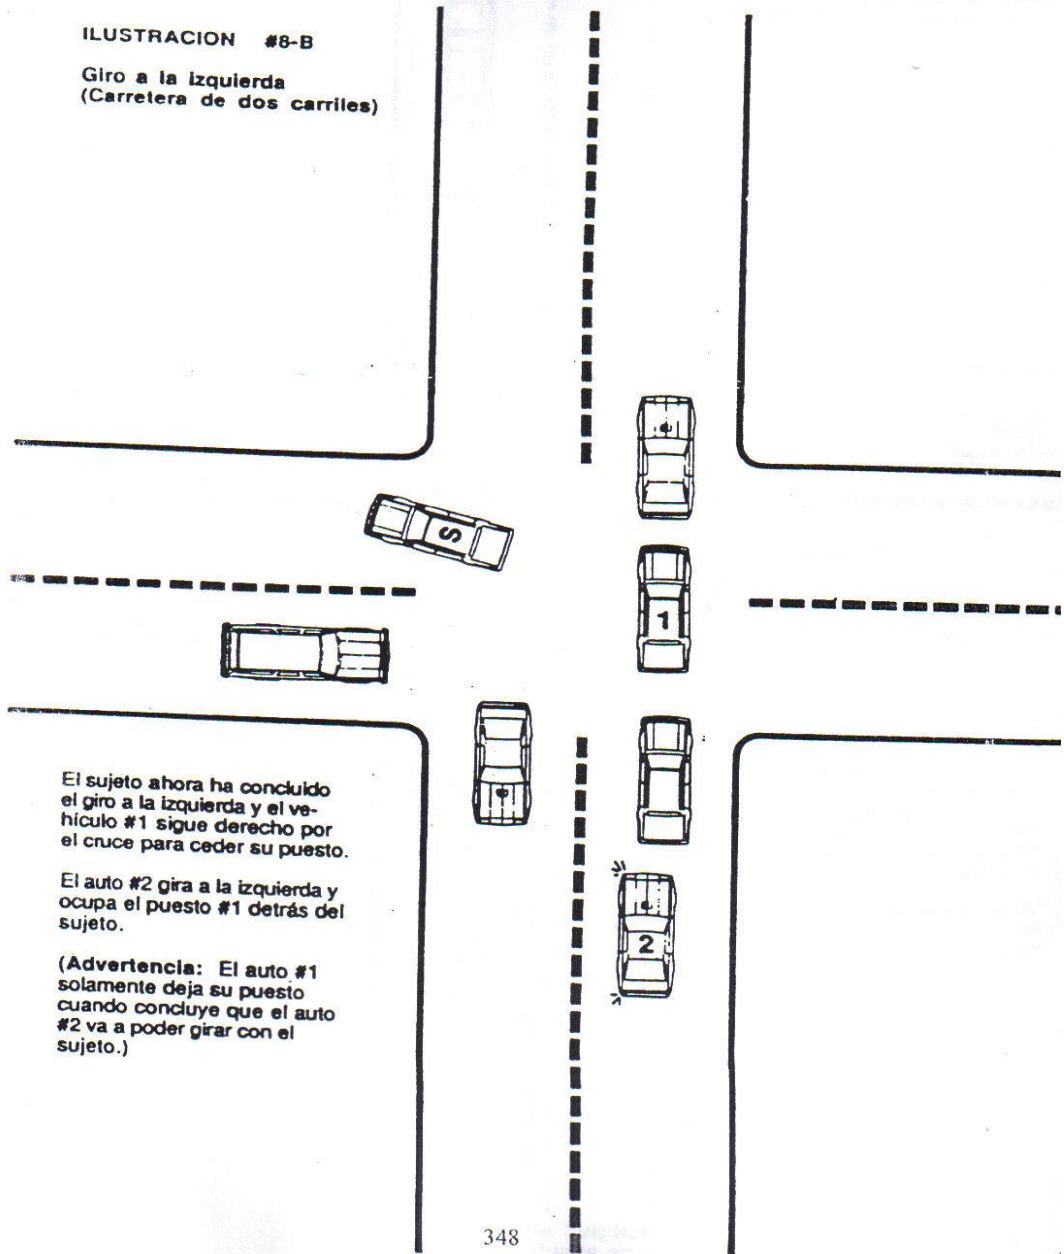 ILUSTRACION #8-B
Giro a la izquierda
(Carretera de dos carriles)
S
1
El sujeto ahora ha concluido
el giro a la izquierda y el ve-
hículo #1 sigue derecho por
el cruce para ceder su puesto.
El auto #2 gira a la izquierda y
ocupa el puesto #1 detrás del
sujeto.
(Advertencia: El auto #1
solamente deja su puesto
cuando concluye que el auto
#2 va a poder girar con el
sujeto.)
2
348